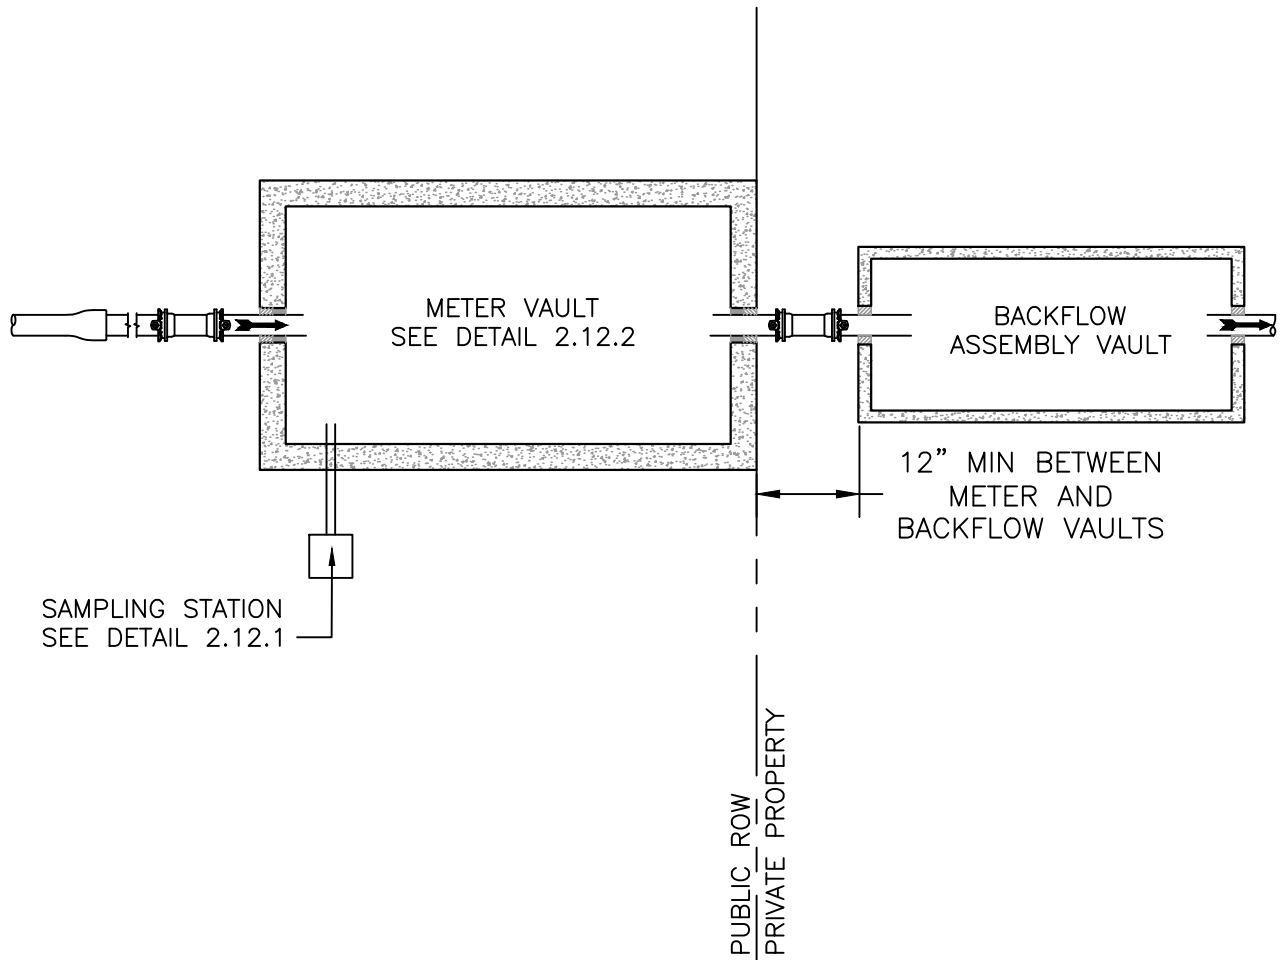 METER VAULT
SEE DETAIL 2.12.2
BACKFLOW
ASSEMBLY VAULT
12” MIN BETWEEN
METER AND
BACKFLOW VAULTS
SAMPLING STATION
SEE DETAIL 2.12.1
PUBLIC ROW
PRIVATE PROPERTY